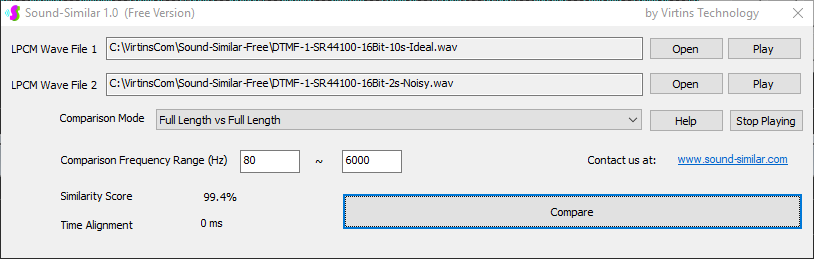 Sound-Similar 1.0 (Free Version) by Virtins Technology
LPCM Wave File 1 C:\VirtinsCom\Sound-Similar-Free\DTMF-1-SR44100-16Bit-10s-Ideal.wav Open Play
LPCM Wave File 2 C:\VirtinsCom\Sound-Similar-Free\DTMF-1-SR44100-16Bit-2s-Noisy.wav Open Play
Comparison Mode Full Length vs Full Length Help Stop Playing
Comparison Frequency Range (Hz) 80 ~ 6000 Contact us at: www.sound-similar.com
Similarity Score 99.4%
Compare
Time Alignment 0 ms